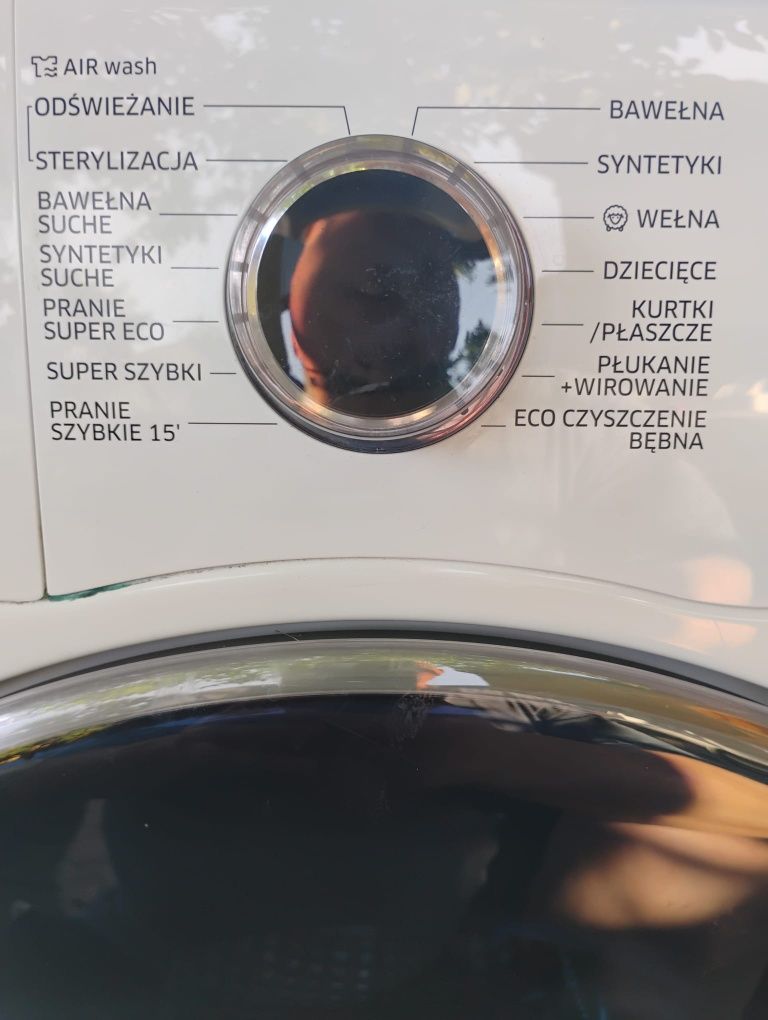 AIR wash
ODŚWIEŻANIE
STERYLIZACJA
BAWEŁNA
SUCHE
SYNTETYKI
SUCHE
PRANIE
SUPER ECO
SUPER SZYBKI
PRANIE
SZYBKIE 15'
BAWEŁNA
SYNTETYKI
WEŁNA
DZIECIĘCE
KURTKI
/PŁASZCZE
PŁUKANIE
+WIROWANIE
ECO CZYSZCZENIE
BĘBNA